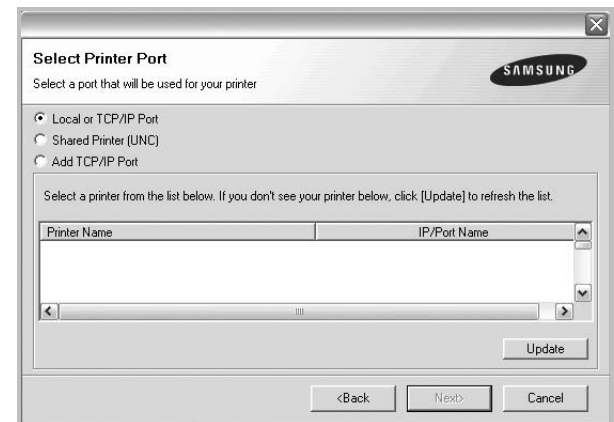 Select Printer Port
Select a port that will be used for your printer
SAMSUNG
Local or TCP/IP Port
Shared Printer (UNC)
Add TCP/IP Port
Select a printer from the list below. If you don't see your printer below, click [Update] to refresh the list.
Printer Name IP/Port Name
Update
<Back Next> Cancel